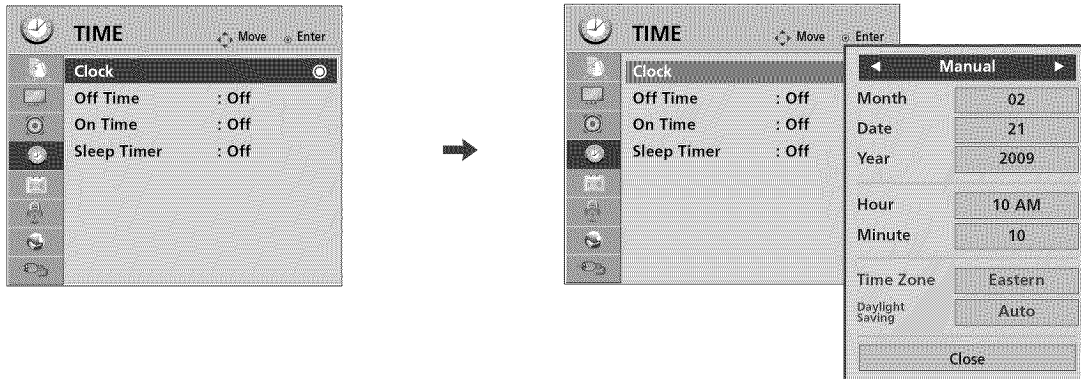 TIME
Move Enter
Clock
Off Time : Off
On Time : Off
Sleep Timer : Off
TIME
Move Enter
Clock
Off Time : Off
On Time : Off
Sleep Timer : Off
Manual
Month 02
Date 21
Year 2009
Hour 10 AM
Minute 10
Time Zone Eastern
Daylight
Saving
Auto
Close